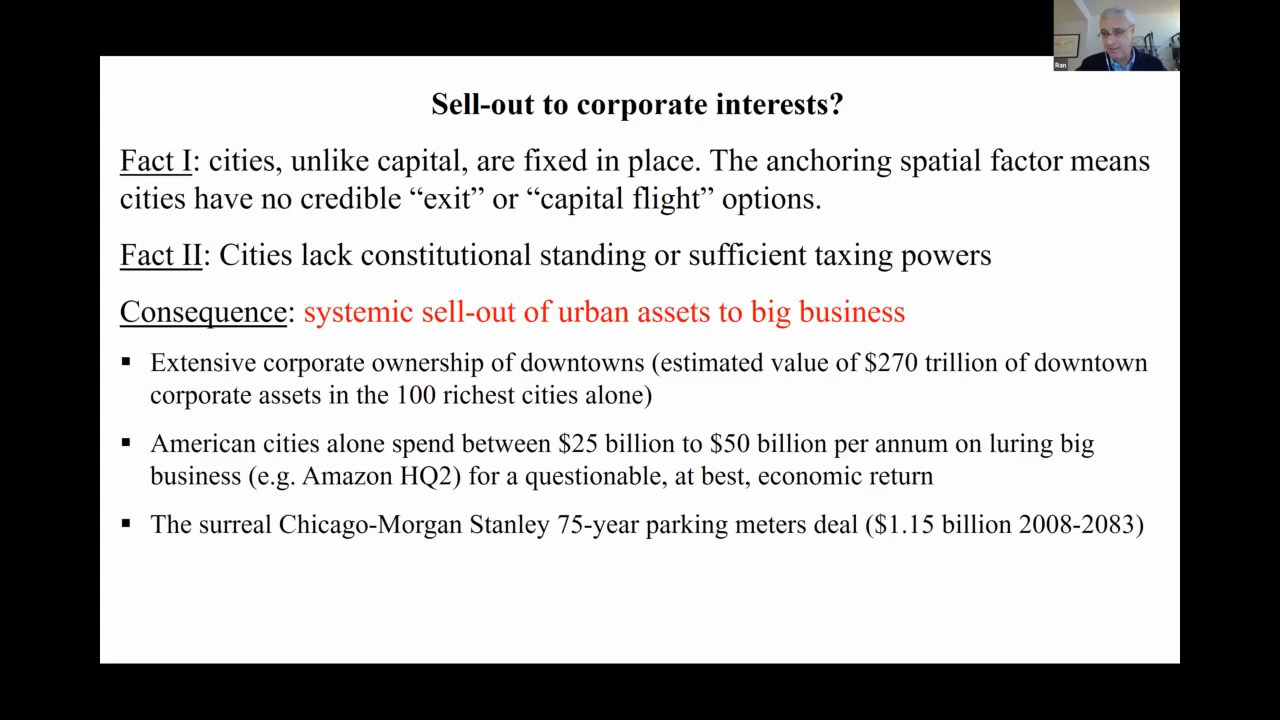 Ran
Sell-out to corporate interests?
Fact I: cities, unlike capital, are fixed in place. The anchoring spatial factor means
cities have no credible “exit” or “capital flight” options.
Fact II: Cities lack constitutional standing or sufficient taxing powers
Consequence: systemic sell-out of urban assets to big business
▪ Extensive corporate ownership of downtowns (estimated value of $270 trillion of downtown
corporate assets in the 100 richest cities alone)
▪ American cities alone spend between $25 billion to $50 billion per annum on luring big
business (e.g. Amazon HQ2) for a questionable, at best, economic return
▪ The surreal Chicago-Morgan Stanley 75-year parking meters deal ($1.15 billion 2008-2083)